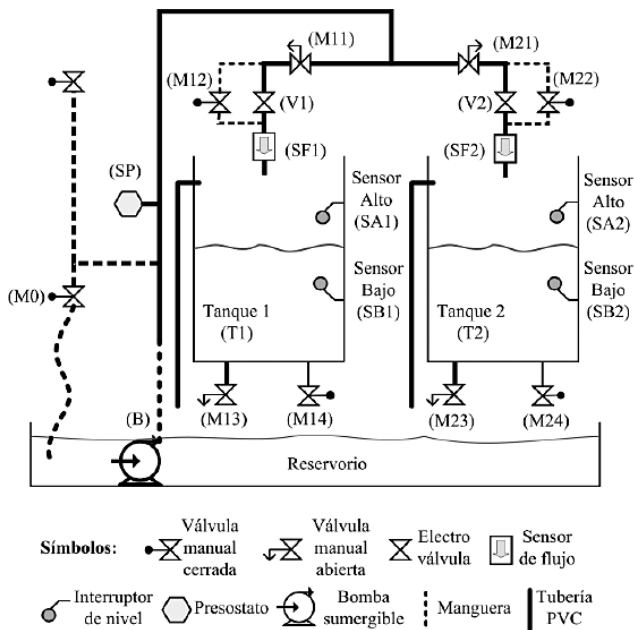 (M11)
(M21)
(M12)
(M22)
(V1)
(V2)
(SF1)
(SF2)
(SP)
Sensor
Alto
(SA1)
Sensor
Alto
(SA2)
Sensor
Bajo
(SB1)
Sensor
Bajo
(SB2)
(M0)
Tanque 1
(T1)
Tanque 2
(T2)
(B)
(M13)
(M14)
(M23)
(M24)
Reservorio
Símbolos:
Válvula
manual
cerrada
Válvula
manual
abierta
Electro
válvula
Sensor
de flujo
Interruptor
de nivel
Presostato
Bomba
sumergible
Manguera
Tubería
PVC